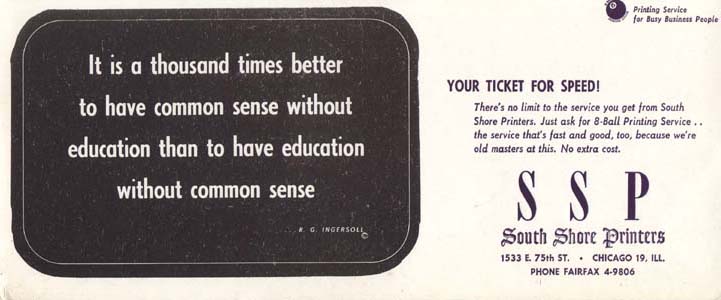 It is a thousand times better
to have common sense without
education than to have education
without common sense
... R. G. INGERSOLL
©
Printing Service
for Busy Business People
YOUR TICKET FOR SPEED!
There's no limit to the service you get from South
Shore Printers. Just ask for 8-Ball Printing Service . .
the service that's fast and good, too, because we're
old masters at this. No extra cost.
S S P
South Shore Printers
1533 E. 75th ST. • CHICAGO 19, ILL.
PHONE FAIRFAX 4-9806